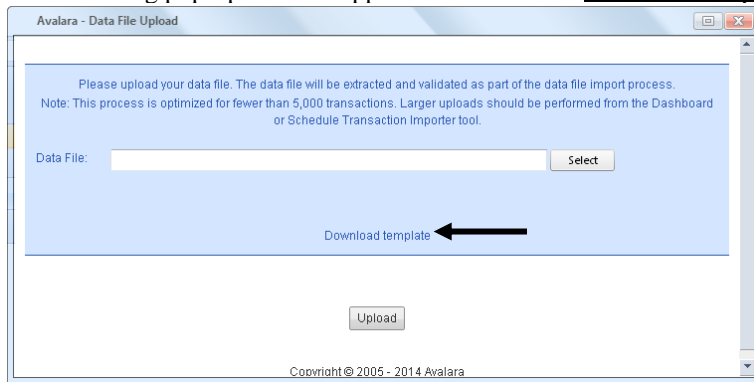 Avalara - Data File Upload
Please upload your data file. The data file will be extracted and validated as part of the data file import process.
Note: This process is optimized for fewer than 5,000 transactions. Larger uploads should be performed from the Dashboard
or Schedule Transaction Importer tool.
Data File:
Select
Download template
Upload
Copyright © 2005 - 2014 Avalara